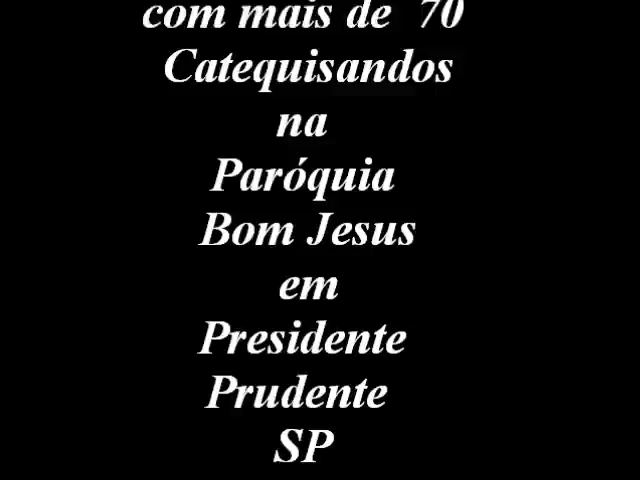 com mais de 70
Catequisandos
na
Paróquia
Bom Jesus
em
Presidente
Prudente
SP